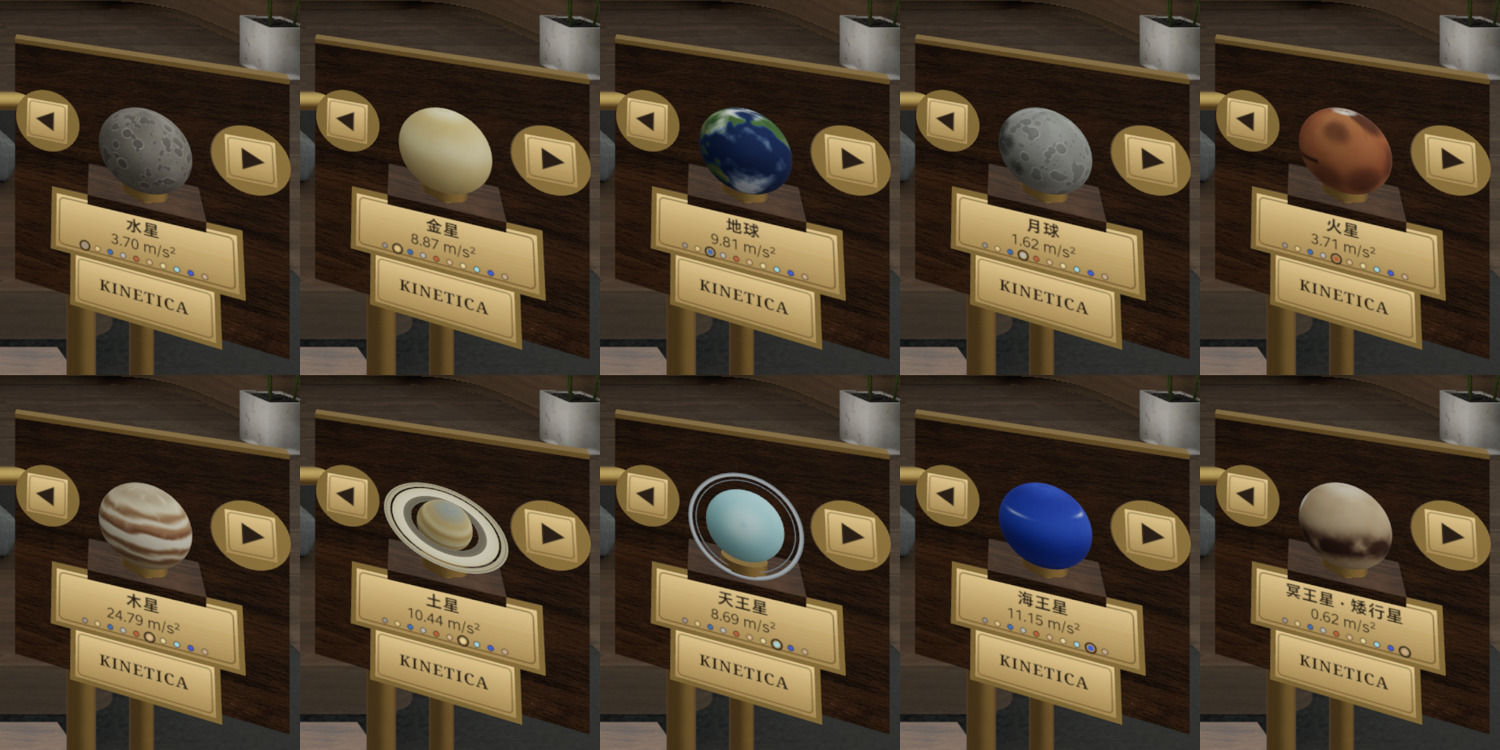 水星
3.70 m/s²
KINETICA
金星
8.87 m/s²
KINETICA
地球
9.81 m/s²
KINETICA
月球
1.62 m/s²
KINETICA
火星
3.71 m/s²
KINETICA
木星
24.79 m/s²
KINETICA
土星
10.44 m/s²
KINETICA
天王星
8.69 m/s²
KINETICA
海王星
11.15 m/s²
KINETICA
冥王星 · 矮行星
0.62 m/s²
KINETICA